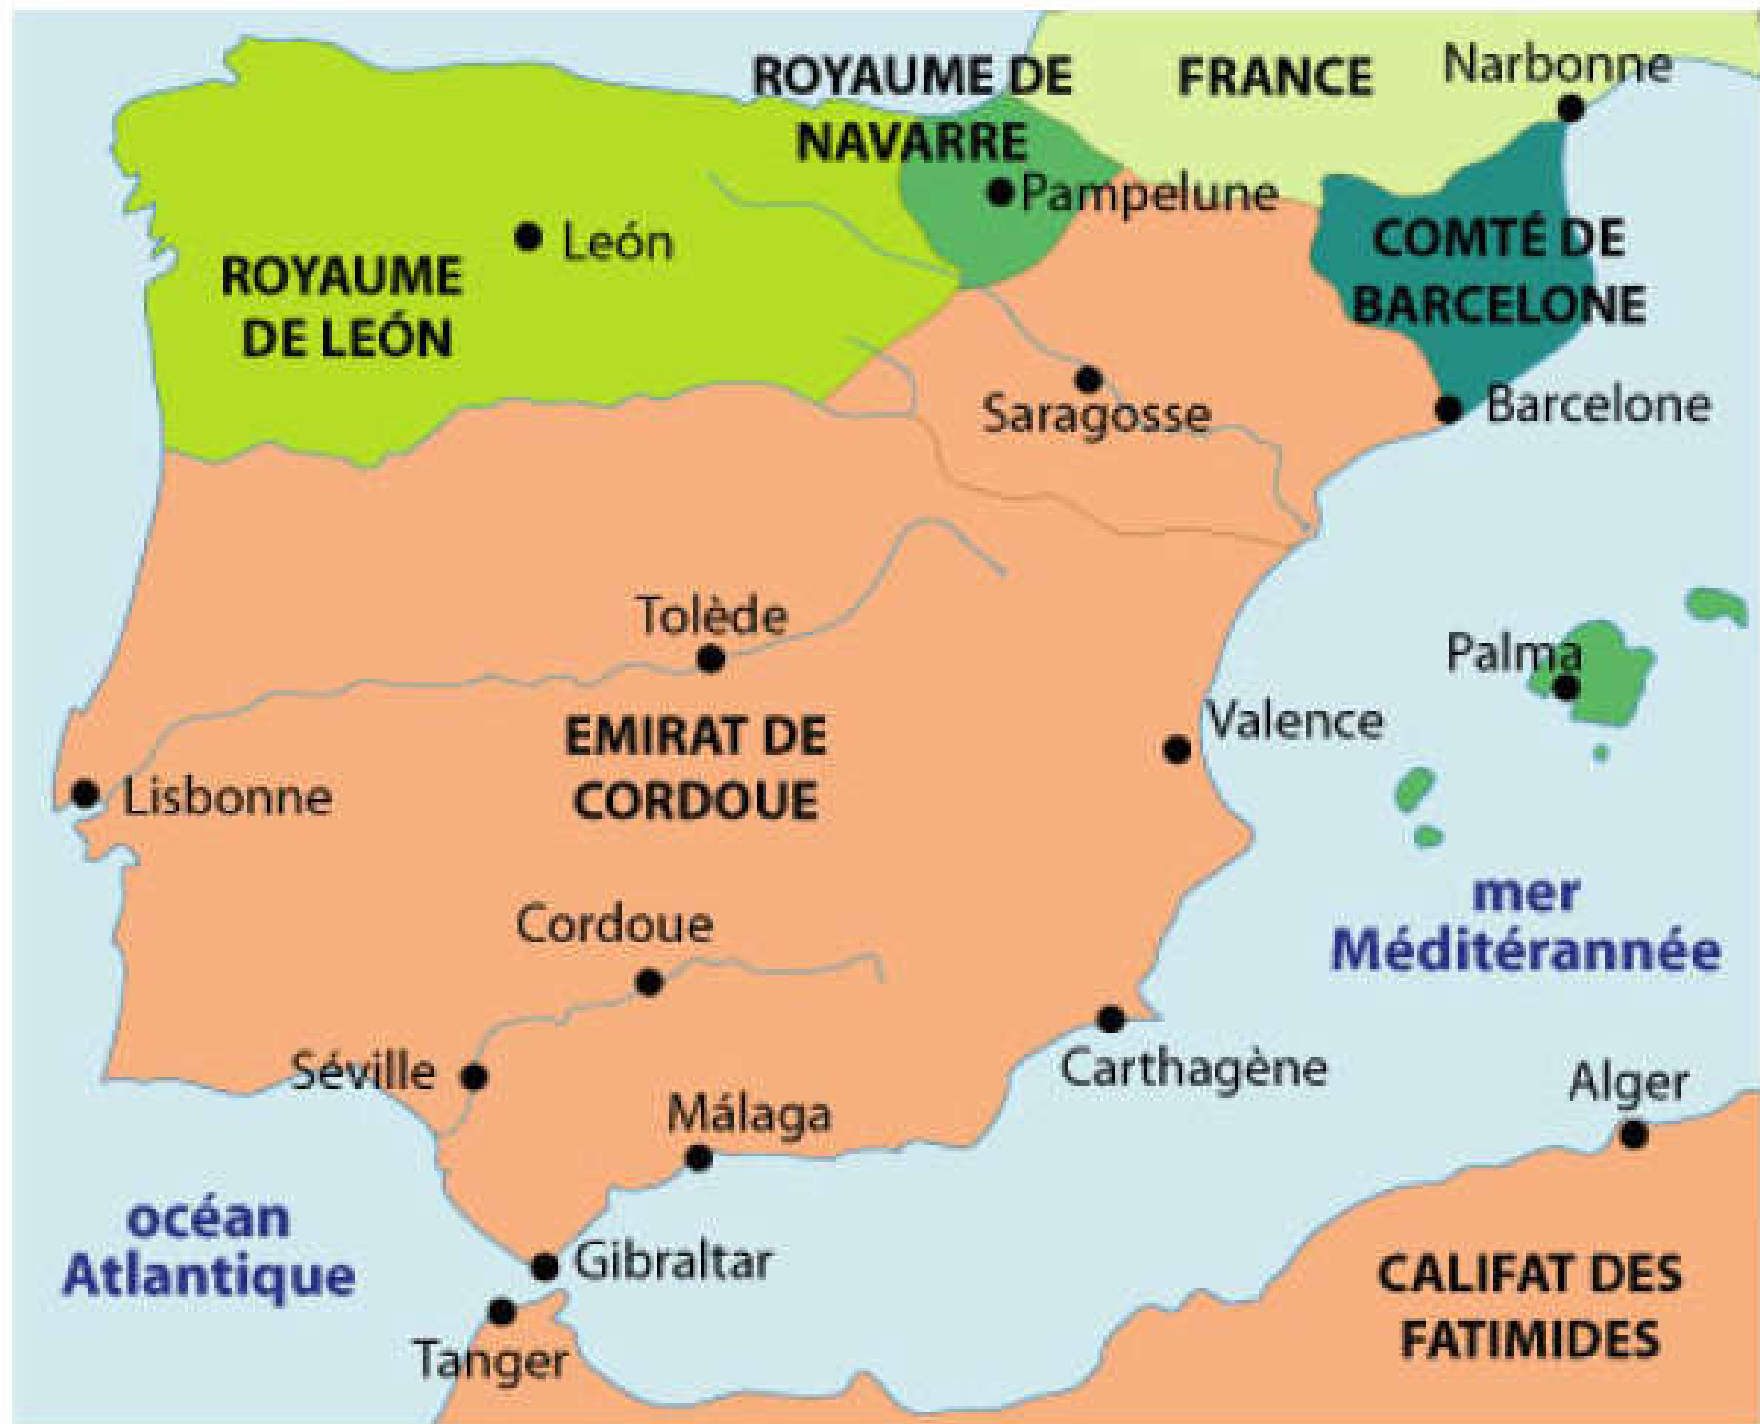 ROYAUME DE
NAVARRE
FRANCE
Narbonne
Pampelune
León
ROYAUME
DE LEÓN
COMTÉ DE
BARCELONE
Saragosse
Barcelone
Tolède
Palma
EMIRAT DE
CORDOUE
Valence
Lisbonne
mer
Méditérannée
Cordoue
Séville
Carthagène
Alger
Málaga
océan
Atlantique
Gibraltar
CALIFAT DES
FATIMIDES
Tanger